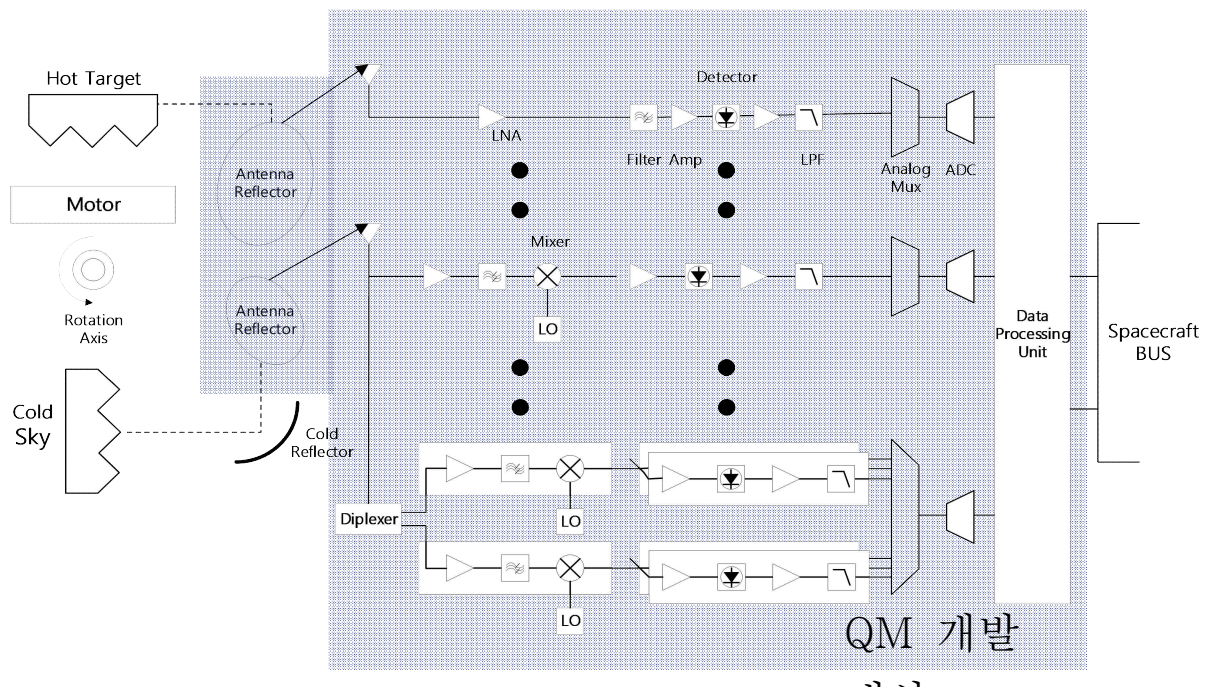 Hot Target
Detector
Antenna
Reflector
LNA
Filter Amp
LPF
Analog
Mux
ADC
Motor
Mixer
Rotation
Axis
Antenna
Reflector
LO
Data
Processing
Unit
Spacecraft
BUS
Cold
Sky
Cold
Reflector
Diplexer
LO
LO
QM 개발